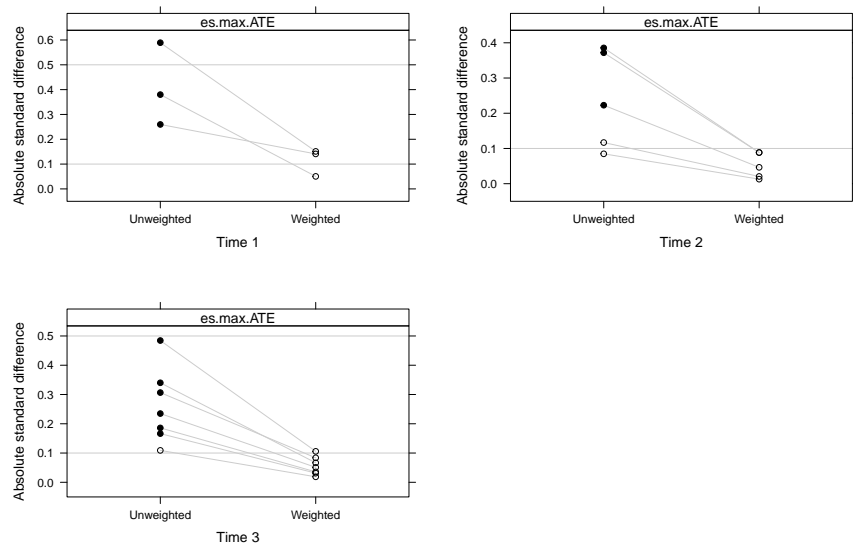 es.max.ATE
Absolute standard difference
0.6
0.5
0.4
0.3
0.2
0.1
0.0
Unweighted Weighted
Time 1
es.max.ATE
Absolute standard difference
0.4
0.3
0.2
0.1
0.0
Unweighted Weighted
Time 2
es.max.ATE
Absolute standard difference
0.5
0.4
0.3
0.2
0.1
0.0
Unweighted Weighted
Time 3